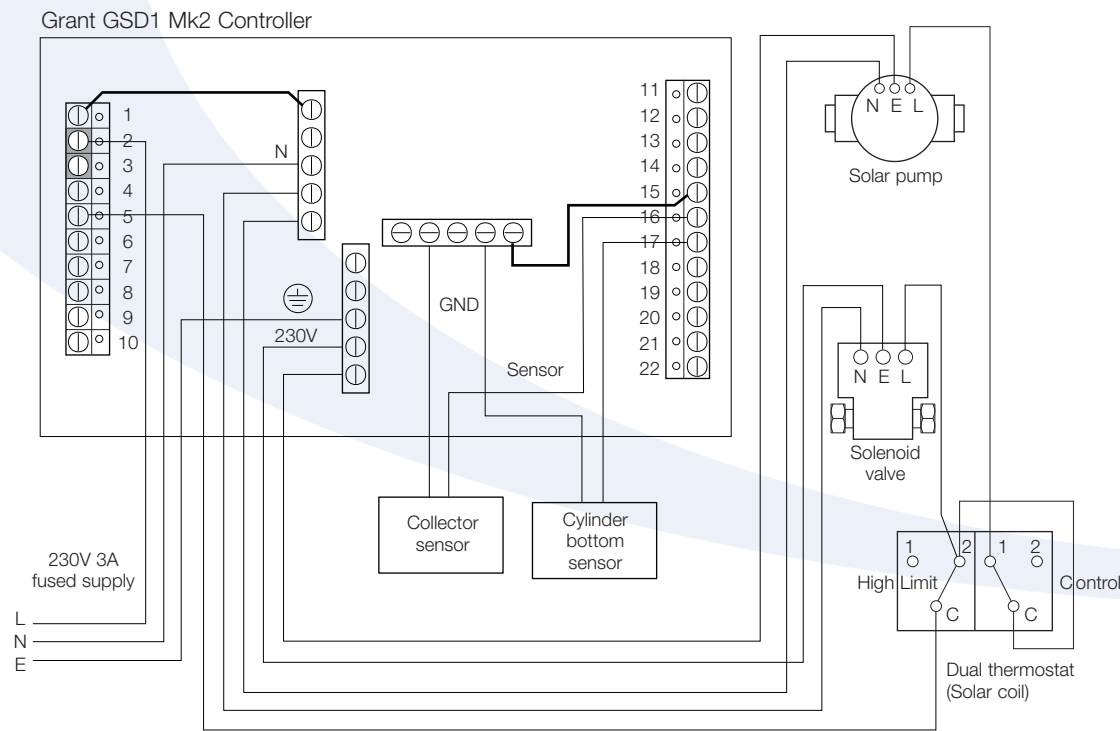 Grant GSD1 Mk2 Controller
1
2
3
4
5
6
7
8
9
10
N
230V
GND
Sensor
11
12
13
14
15
16
17
18
19
20
21
22
N E L
Solar pump
N E L
Solenoid
valve
Collector
sensor
Cylinder
bottom
sensor
230V 3A
fused supply
L
N
E
1 2 1 2
High Limit Control
C C
Dual thermostat
(Solar coil)